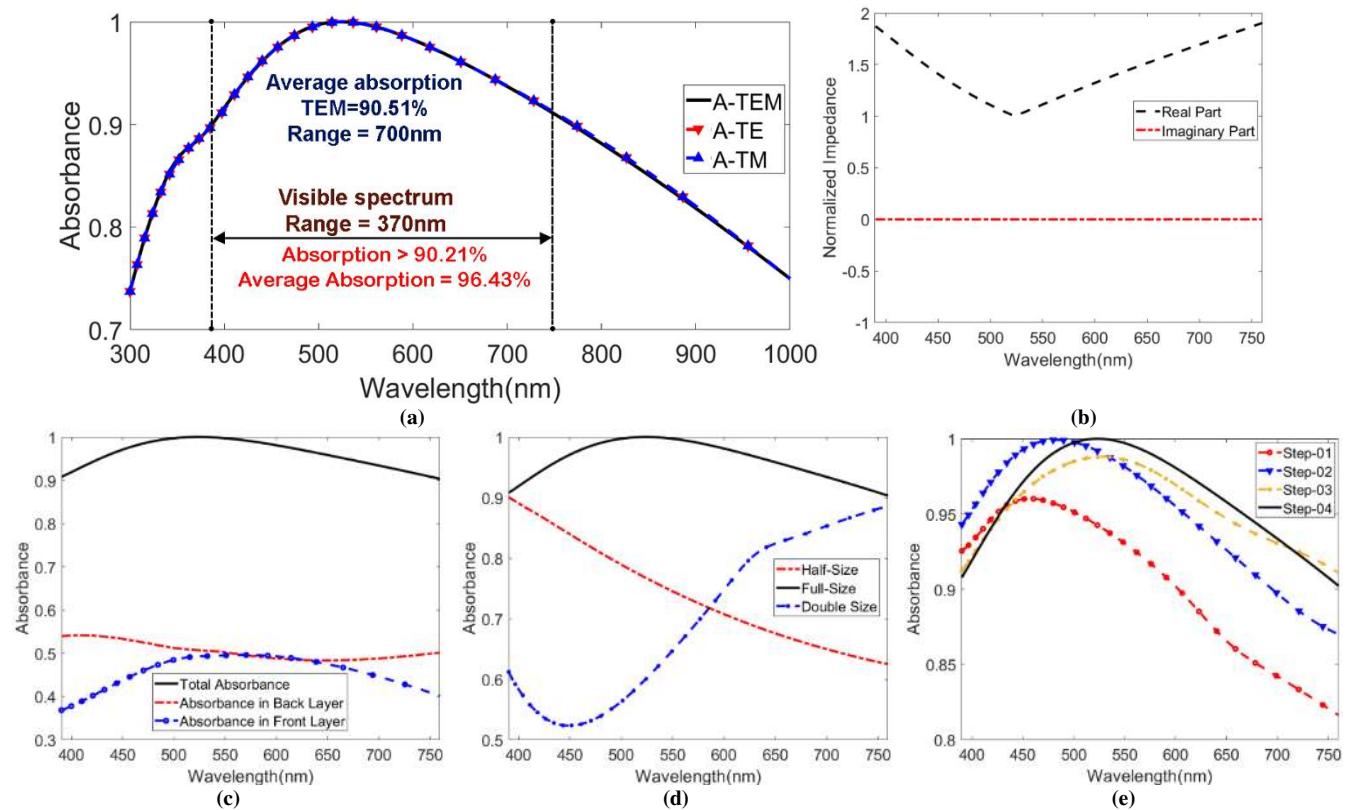 1
0.9
0.8
0.7
Absorbance
Average absorption
TEM=90.51%
Range = 700nm
A-TEM
A-TE
A-TM
Visible spectrum
Range = 370nm
Absorption > 90.21%
Average Absorption = 96.43%
300 400 500 600 700 800 900 1000
Wavelength(nm)
(a)
2
1.5
1
0.5
0
-0.5
-1
Normalized Impedance
Real Part
Imaginary Part
400 450 500 550 600 650 700 750
Wavelength(nm)
(b)
1
0.9
0.8
0.7
0.6
0.5
0.4
0.3
Absorbance
Total Absorbance
Absorbance in Back Layer
Absorbance in Front Layer
400 450 500 550 600 650 700 750
Wavelength(nm)
(c)
1
0.9
0.8
0.7
0.6
0.5
Absorbance
Half-Size
Full-Size
Double Size
400 450 500 550 600 650 700 750
Wavelength(nm)
(d)
1
0.95
0.9
0.85
0.8
Absorbance
Step-01
Step-02
Step-03
Step-04
400 450 500 550 600 650 700 750
Wavelength(nm)
(e)